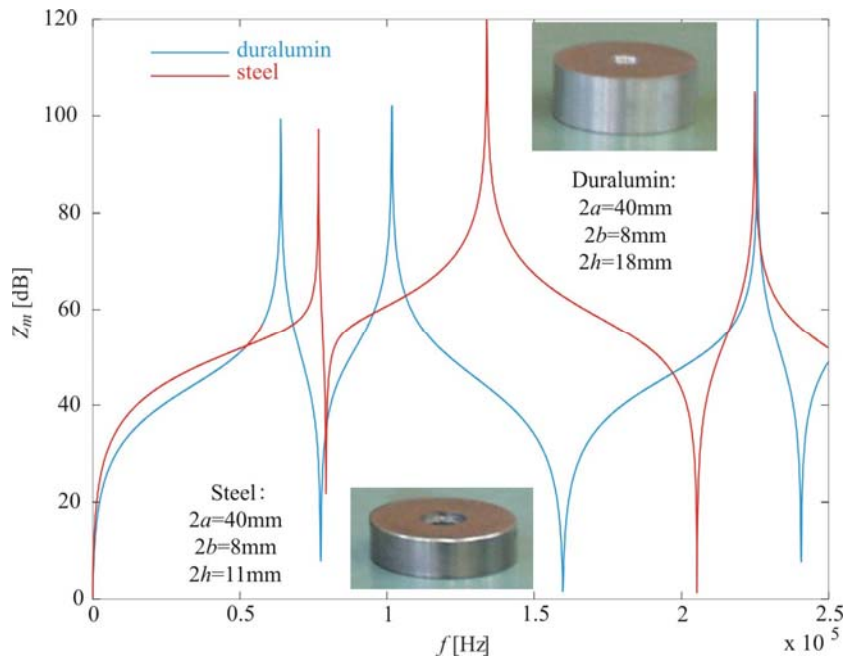 120
100
80
60
40
20
0
Z_m [dB]
duralumin
steel
Duralumin:
2a=40mm
2b=8mm
2h=18mm
Steel:
2a=40mm
2b=8mm
2h=11mm
0 0.5 1 1.5 2 2.5
x 10^5
f [Hz]